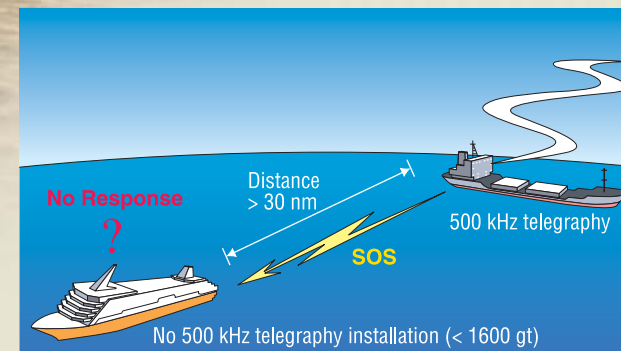 Distance
> 30 nm
No Response
?
500 kHz telegraphy
SOS
No 500 kHz telegraphy installation (< 1600 gt)